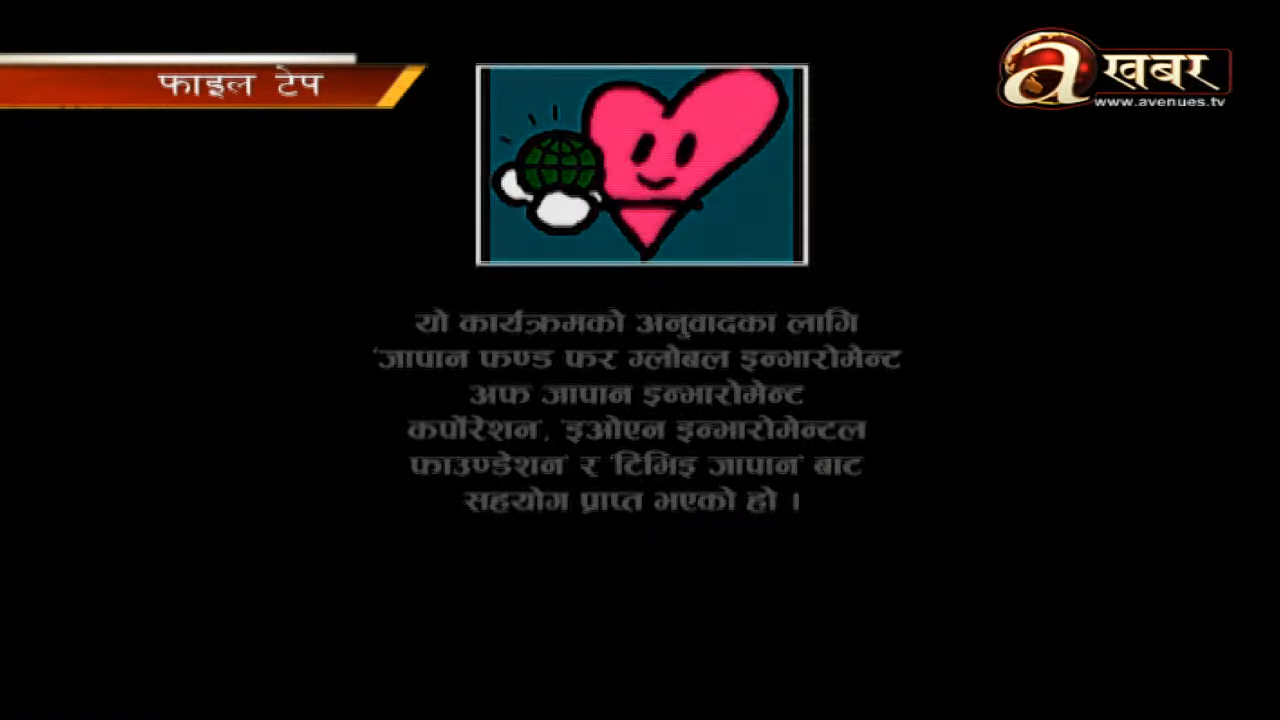 फाइल टेप
a खबर
www.avenues.tv
यो कार्यक्रमको अनुवादका लागि
'जापान फण्ड फर ग्लोबल इन्भारोमेन्ट
अफ जापान इन्भारोमेन्ट
कर्पोरेशन', 'इओएन इन्भारोमेन्टल
फाउण्डेशन' र 'टिभिइ जापान' बाट
सहयोग प्राप्त भएको हो ।